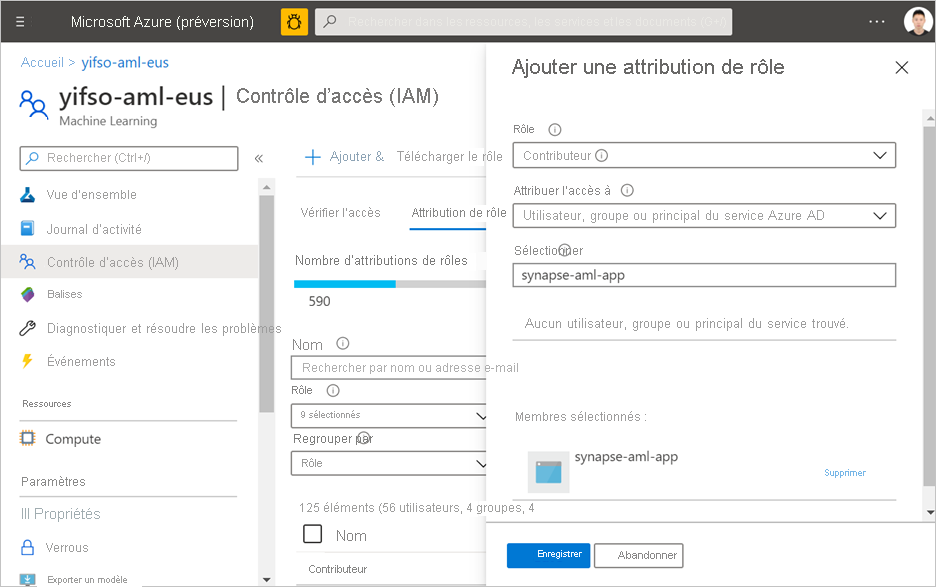 Microsoft Azure (préversion)
Rechercher dans les ressources, les services et les documents (G+/)
Accueil > yifso-aml-eus
yifso-aml-eus | Contrôle d'accès (IAM)
Machine Learning
Rechercher (Ctrl+/)
«
Vue d'ensemble
Journal d'activité
Contrôle d'accès (IAM)
Balises
Diagnostiquer et résoudre les problèmes
Événements
Ressources
Compute
Paramètres
Propriétés
Verrous
Exporter un modèle
Ajouter & Télécharger le rôle
Vérifier l'accès
Attribution de rôle
Nombre d'attributions de rôles
590
Nom
Rechercher par nom ou adresse e-mail
Rôle
9 sélectionnés
Regrouper par
Rôle
125 éléments (56 utilisateurs, 4 groupes, 4
Nom
Contributeur
Ajouter une attribution de rôle
Rôle
Contributeur
Attribuer l'accès à
Utilisateur, groupe ou principal du service Azure AD
Sélectionner
synapse-aml-app
Aucun utilisateur, groupe ou principal du service trouvé.
Membres sélectionnés :
synapse-aml-app
Supprimer
Enregistrer
Abandonner